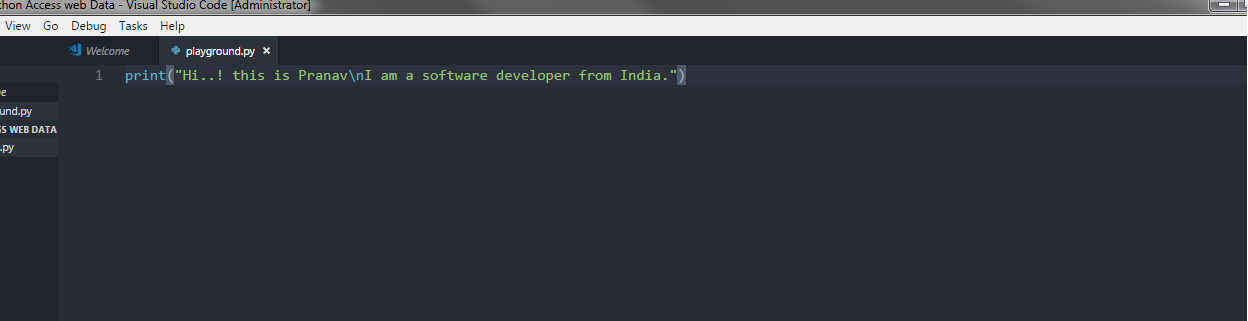 thon Access web Data - Visual Studio Code [Administrator]
View Go Debug Tasks Help
Welcome playground.py ×
1 print("Hi..! this is Pranav\nI am a software developer from India.")
ne
und.py
SS WEB DATA
.py